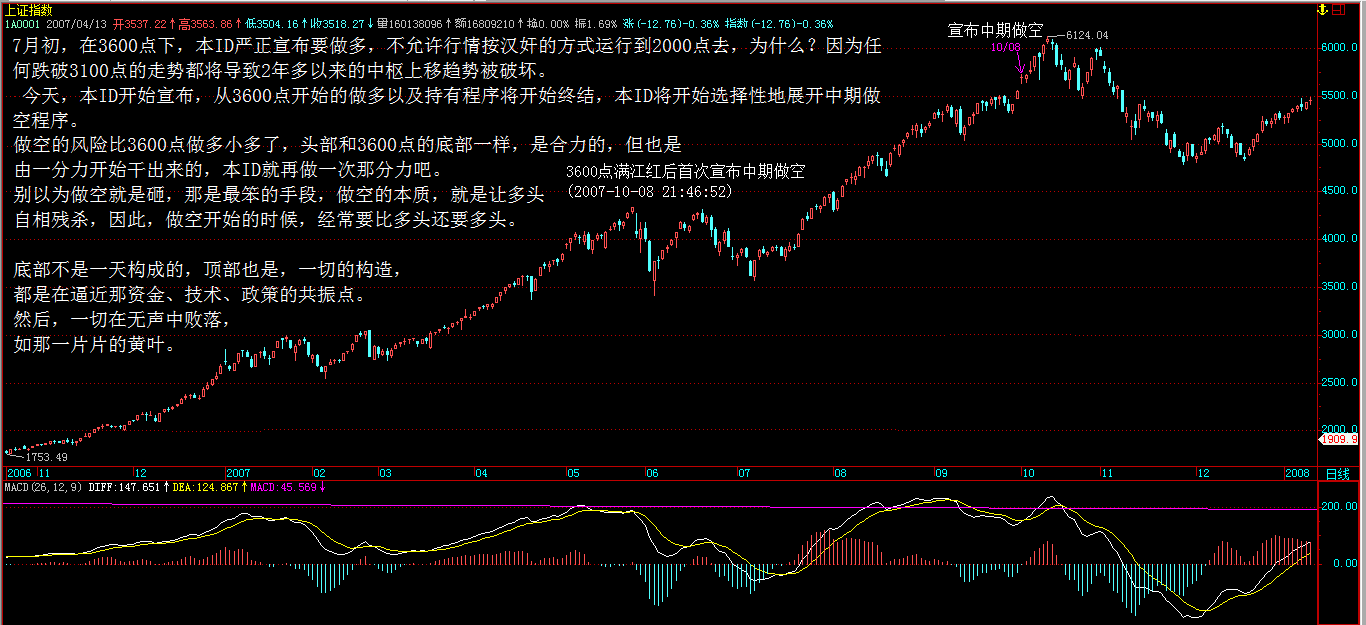 上证指数
1A0001 2007/04/13 开3537.22↑高3563.86↑低3504.16↑收3518.27↓量160138096↑额16809210↑换0.00% 振1.69% 涨(-12.76)-0.36% 指数(-12.76)-0.36%
7月初，在3600点下，本ID严正宣布要做多，不允许行情按汉奸的方式运行到2000点去，为什么？因为任
何跌破3100点的走势都将导致2年多以来的中枢上移趋势被破坏。
今天，本ID开始宣布，从3600点开始的做多以及持有程序将开始终结，本ID将开始选择性地展开中期做
空程序。
做空的风险比3600点做多小多了，头部和3600点的底部一样，是合力的，但也是
由一分力开始干出来的，本ID就再做一次那分力吧。
别以为做空就是砸，那是最笨的手段，做空的本质，就是让多头
自相残杀，因此，做空开始的时候，经常要比多头还要多头。
底部不是一天构成的，顶部也是，一切的构造，
都是在逼近那资金、技术、政策的共振点。
然后，一切在无声中败落，
如那一片片的黄叶。
3600点满江红后首次宣布中期做空
(2007-10-08 21:46:52)
宣布中期做空
10/08
6124.04
1753.49
6000.0
5500.0
5000.0
4500.0
4000.0
3500.0
3000.0
2500.0
2000.0
1909.9
2006 11 12 2007 02 03 04 05 06 07 08 09 10 11 12 2008 日线
MACD(26,12,9) DIFF:147.651↑DEA:124.867↑MACD:45.569↓
200.00
0.00